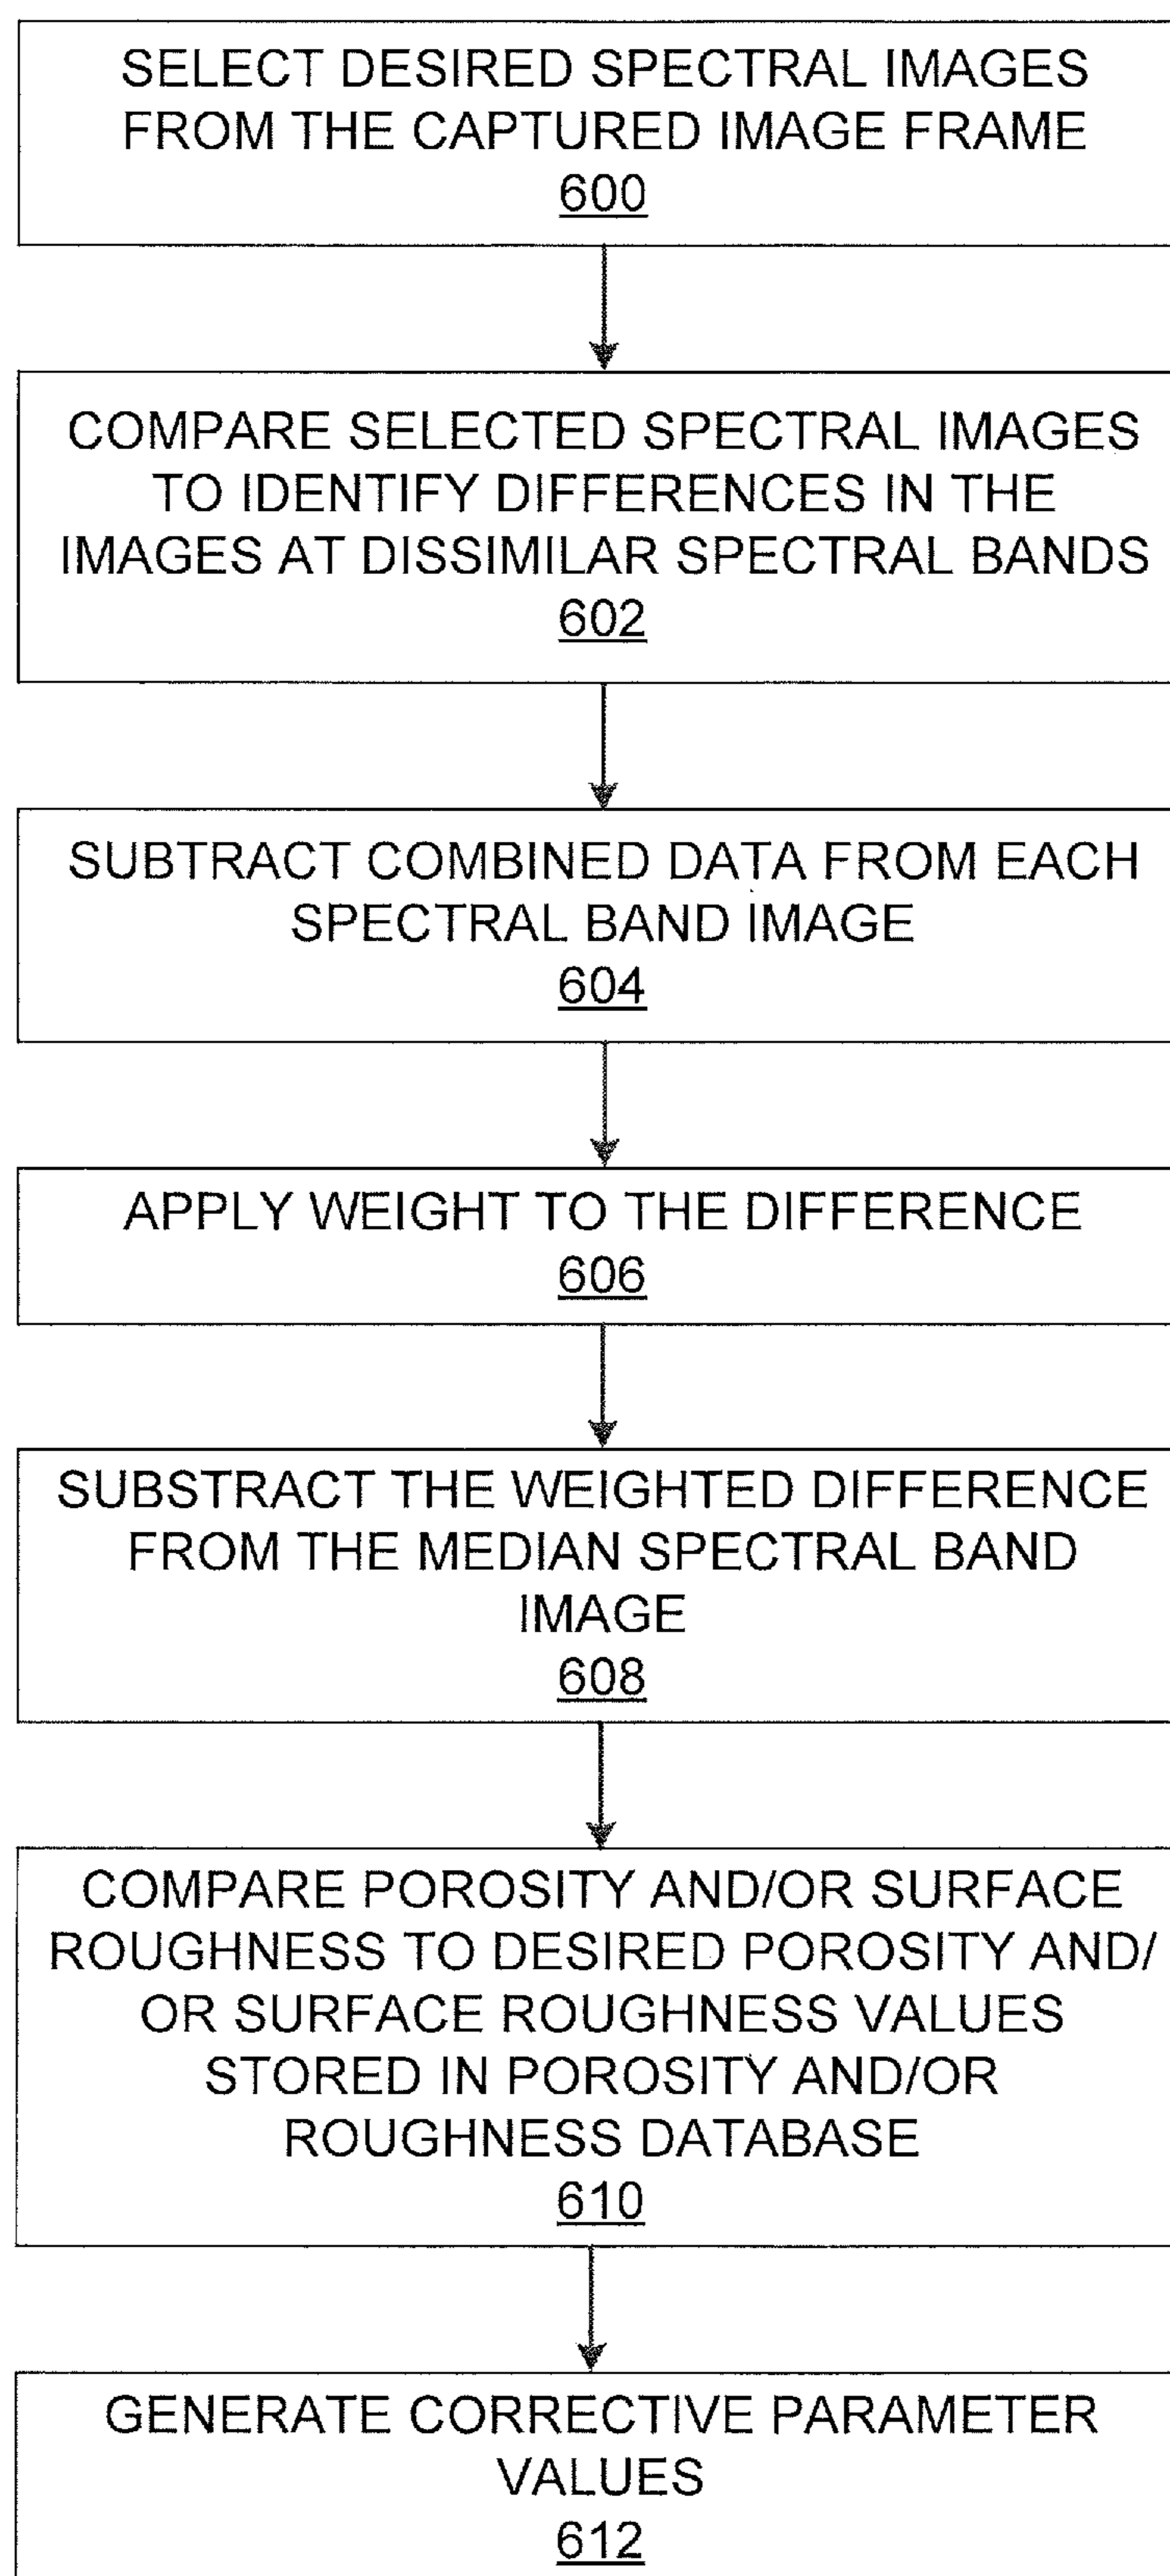 SELECT DESIRED SPECTRAL IMAGES
FROM THE CAPTURED IMAGE FRAME
600
COMPARE SELECTED SPECTRAL IMAGES
TO IDENTIFY DIFFERENCES IN THE
IMAGES AT DISSIMILAR SPECTRAL BANDS
602
SUBTRACT COMBINED DATA FROM EACH
SPECTRAL BAND IMAGE
604
APPLY WEIGHT TO THE DIFFERENCE
606
SUBSTRACT THE WEIGHTED DIFFERENCE
FROM THE MEDIAN SPECTRAL BAND
IMAGE
608
COMPARE POROSITY AND/OR SURFACE
ROUGHNESS TO DESIRED POROSITY AND/
OR SURFACE ROUGHNESS VALUES
STORED IN POROSITY AND/OR
ROUGHNESS DATABASE
610
GENERATE CORRECTIVE PARAMETER
VALUES
612